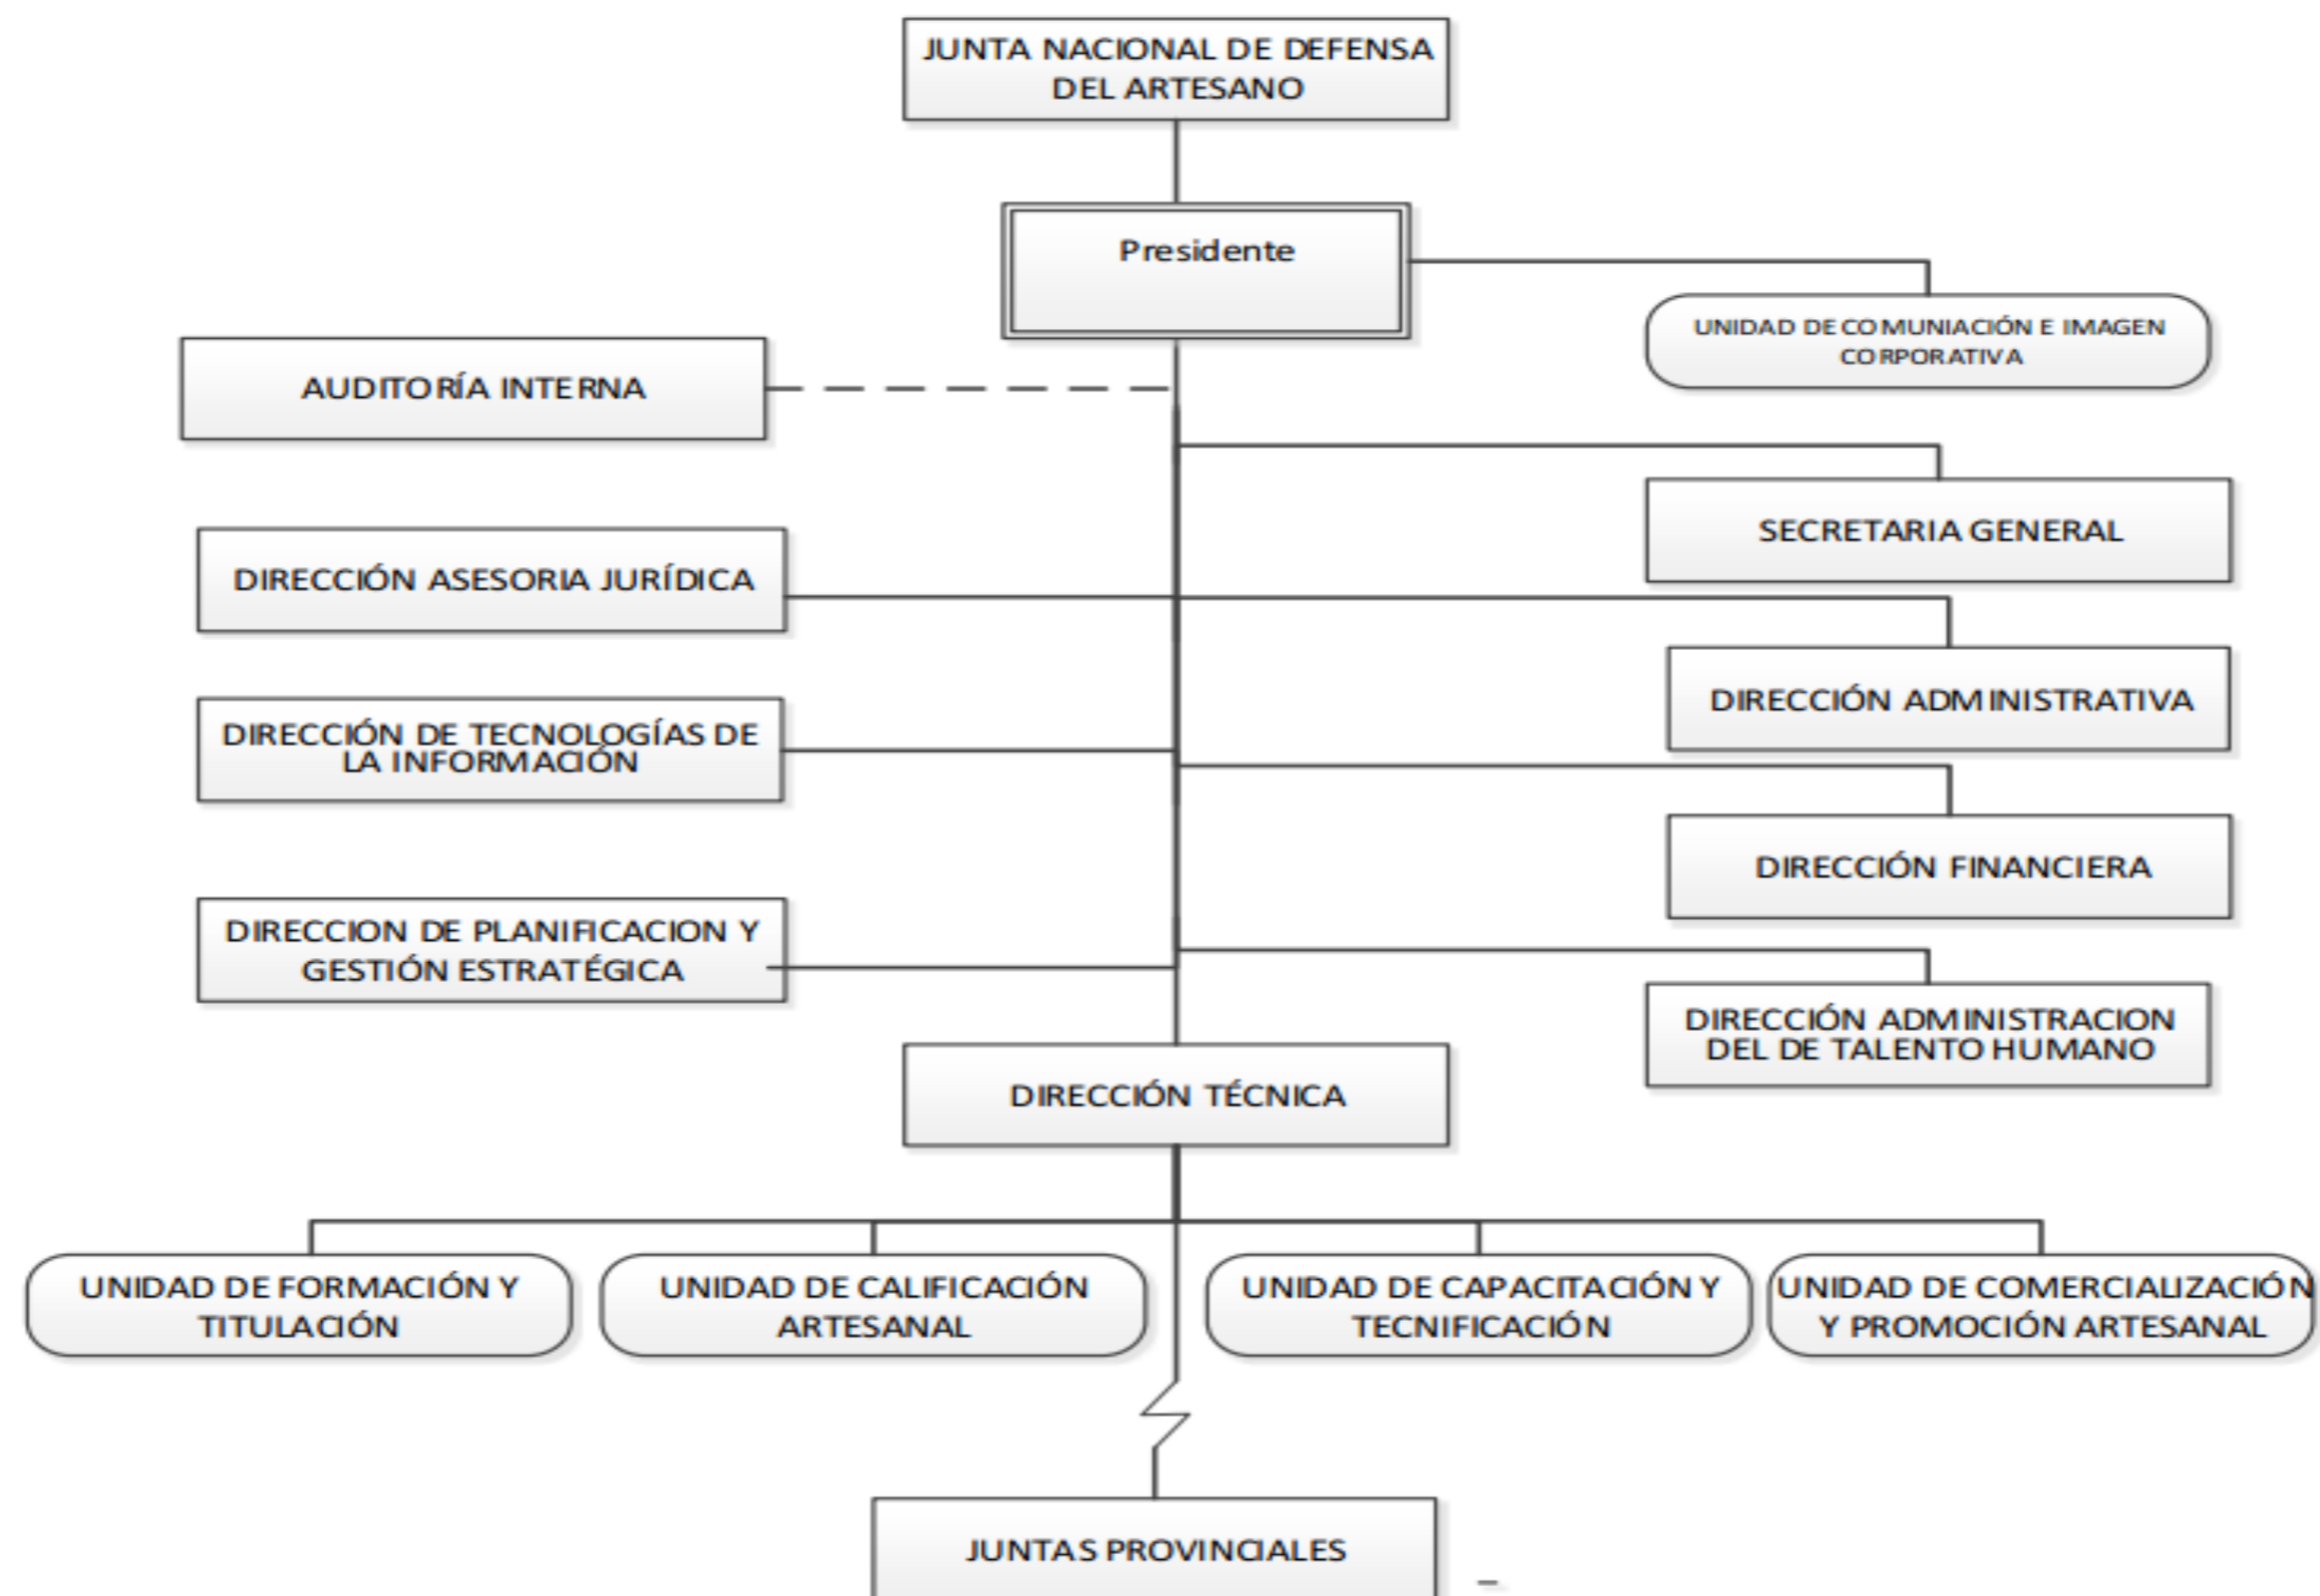 JUNTA NACIONAL DE DEFENSA
DEL ARTESANO
Presidente
UNIDAD DE COMUNIACIÓN E IMAGEN
CORPORATIVA
AUDITORÍA INTERNA
SECRETARIA GENERAL
DIRECCIÓN ASESORIA JURÍDICA
DIRECCIÓN ADMINISTRATIVA
DIRECCIÓN DE TECNOLOGÍAS DE
LA INFORMACIÓN
DIRECCIÓN FINANCIERA
DIRECCION DE PLANIFICACION Y
GESTIÓN ESTRATÉGICA
DIRECCIÓN ADMINISTRACION
DEL DE TALENTO HUMANO
DIRECCIÓN TÉCNICA
UNIDAD DE FORMACIÓN Y
TITULACIÓN
UNIDAD DE CALIFICACIÓN
ARTESANAL
UNIDAD DE CAPACITACIÓN Y
TECNIFICACIÓN
UNIDAD DE COMERCIALIZACIÓN
Y PROMOCIÓN ARTESANAL
JUNTAS PROVINCIALES